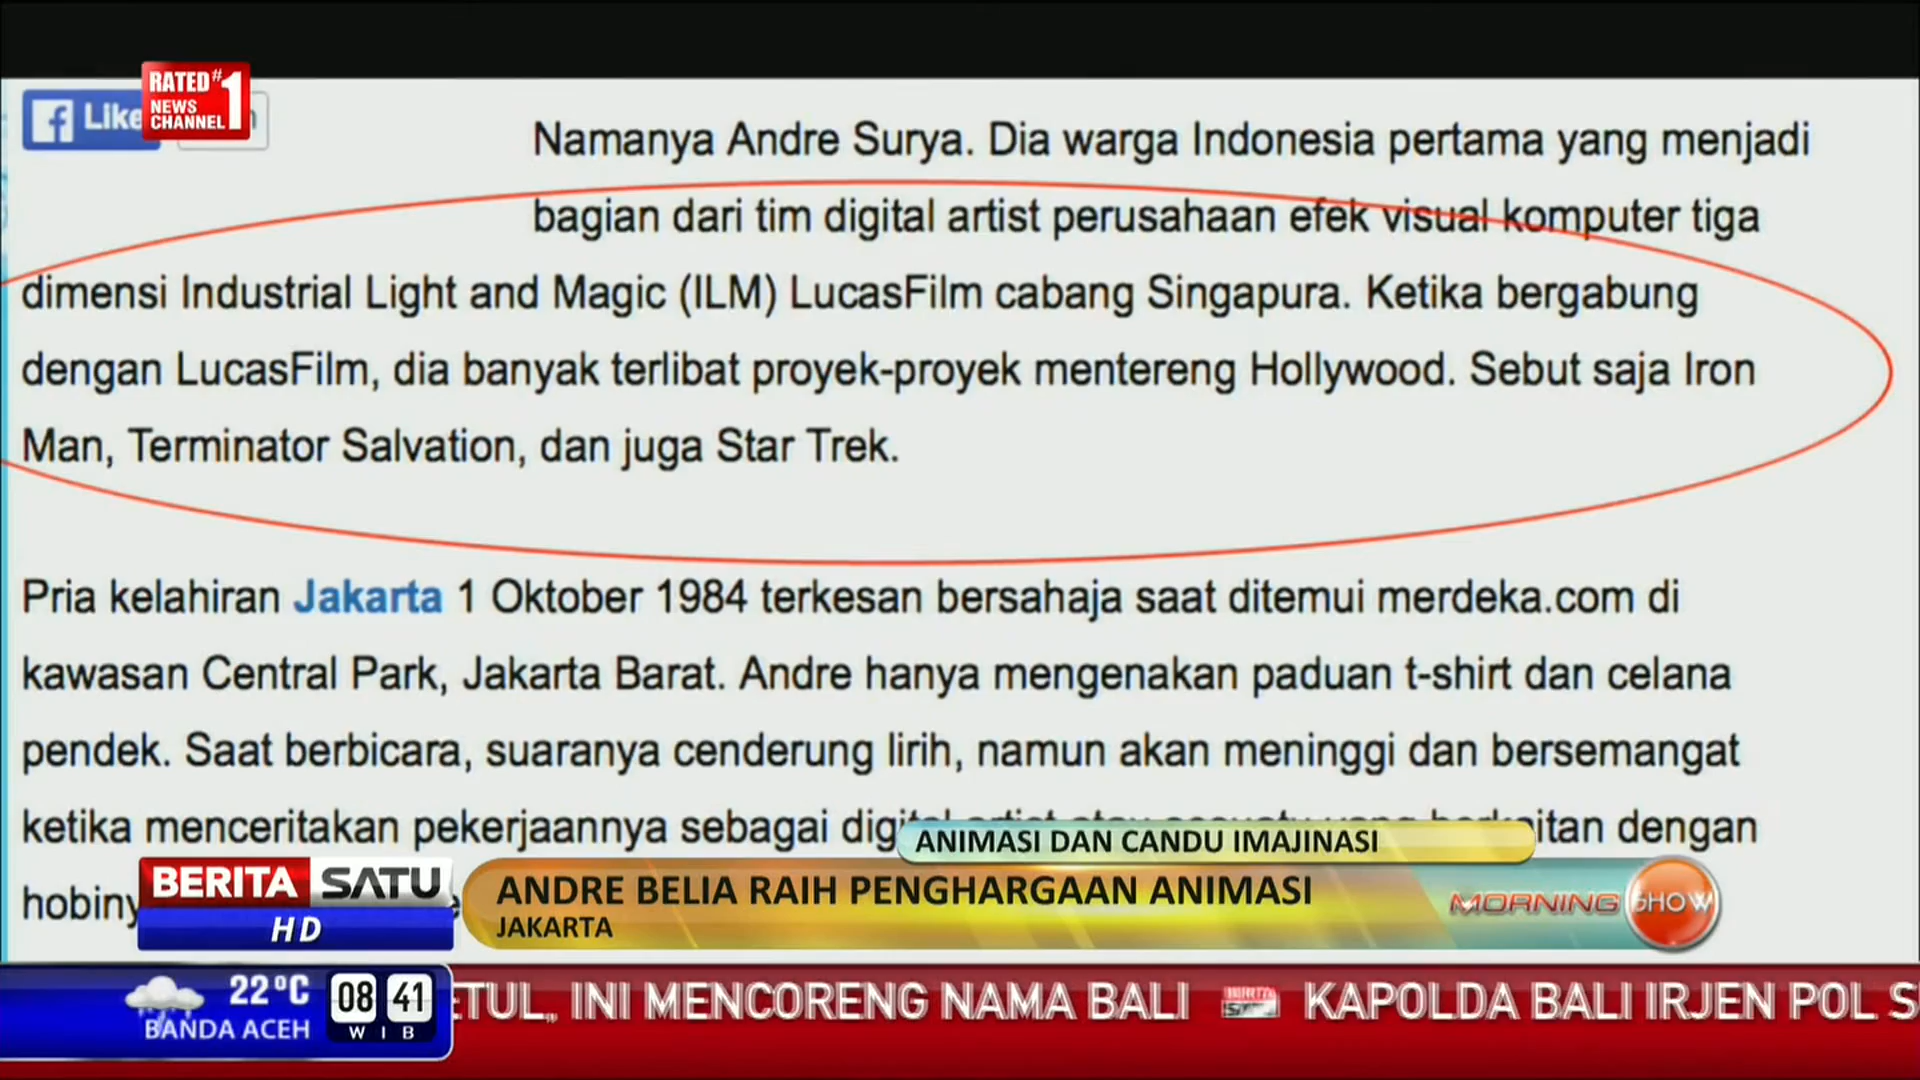 RATED #1
NEWS
CHANNEL
Like
Namanya Andre Surya. Dia warga Indonesia pertama yang menjadi
bagian dari tim digital artist perusahaan efek visual komputer tiga
dimensi Industrial Light and Magic (ILM) LucasFilm cabang Singapura. Ketika bergabung
dengan LucasFilm, dia banyak terlibat proyek-proyek mentereng Hollywood. Sebut saja Iron
Man, Terminator Salvation, dan juga Star Trek.
Pria kelahiran Jakarta 1 Oktober 1984 terkesan bersahaja saat ditemui merdeka.com di
kawasan Central Park, Jakarta Barat. Andre hanya mengenakan paduan t-shirt dan celana
pendek. Saat berbicara, suaranya cenderung lirih, namun akan meninggi dan bersemangat
ketika menceritakan pekerjaannya sebagai dengan
ANIMASI DAN CANDU IMAJINASI
BERITA SATU
HD
ANDRE BELIA RAIH PENGHARGAAN ANIMASI
JAKARTA
MORNING SHOW
22°C
BANDA ACEH
08 41
WIB
INI MENCORENG NAMA BALI BERITA SATU KAPOLDA BALI IRJEN POL